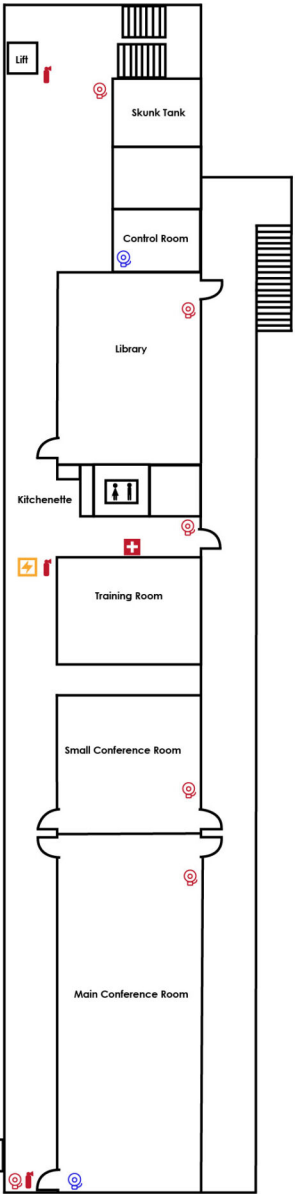 Lift
Skunk Tank
Control Room
Library
Kitchenette
Training Room
Small Conference Room
Main Conference Room